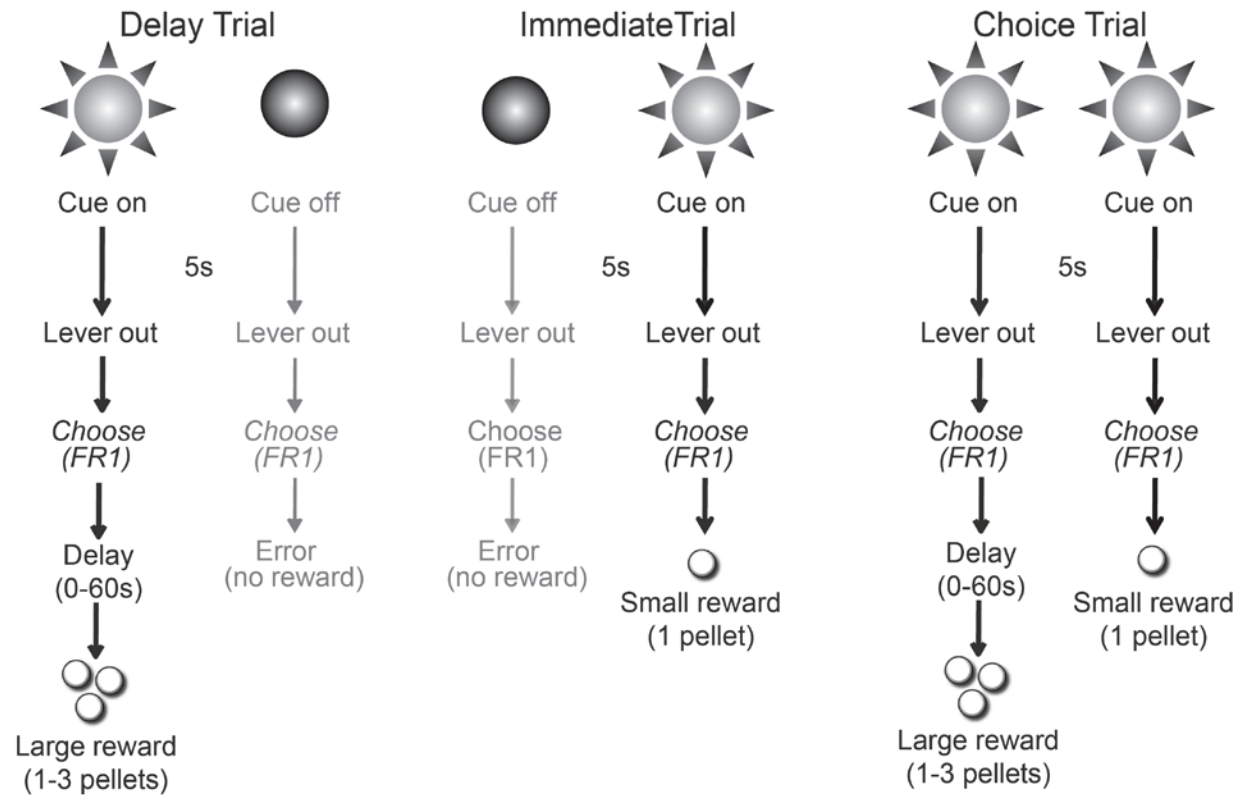 Delay Trial
ImmediateTrial
Choice Trial
Cue on
Cue off
Cue off
Cue on
Cue on
Cue on
5s
5s
5s
Lever out
Lever out
Lever out
Lever out
Lever out
Lever out
Choose
(FR1)
Choose
(FR1)
Choose
(FR1)
Choose
(FR1)
Choose
(FR1)
Choose
(FR1)
Delay
(0-60s)
Error
(no reward)
Error
(no reward)
Small reward
(1 pellet)
Delay
(0-60s)
Small reward
(1 pellet)
Large reward
(1-3 pellets)
Large reward
(1-3 pellets)